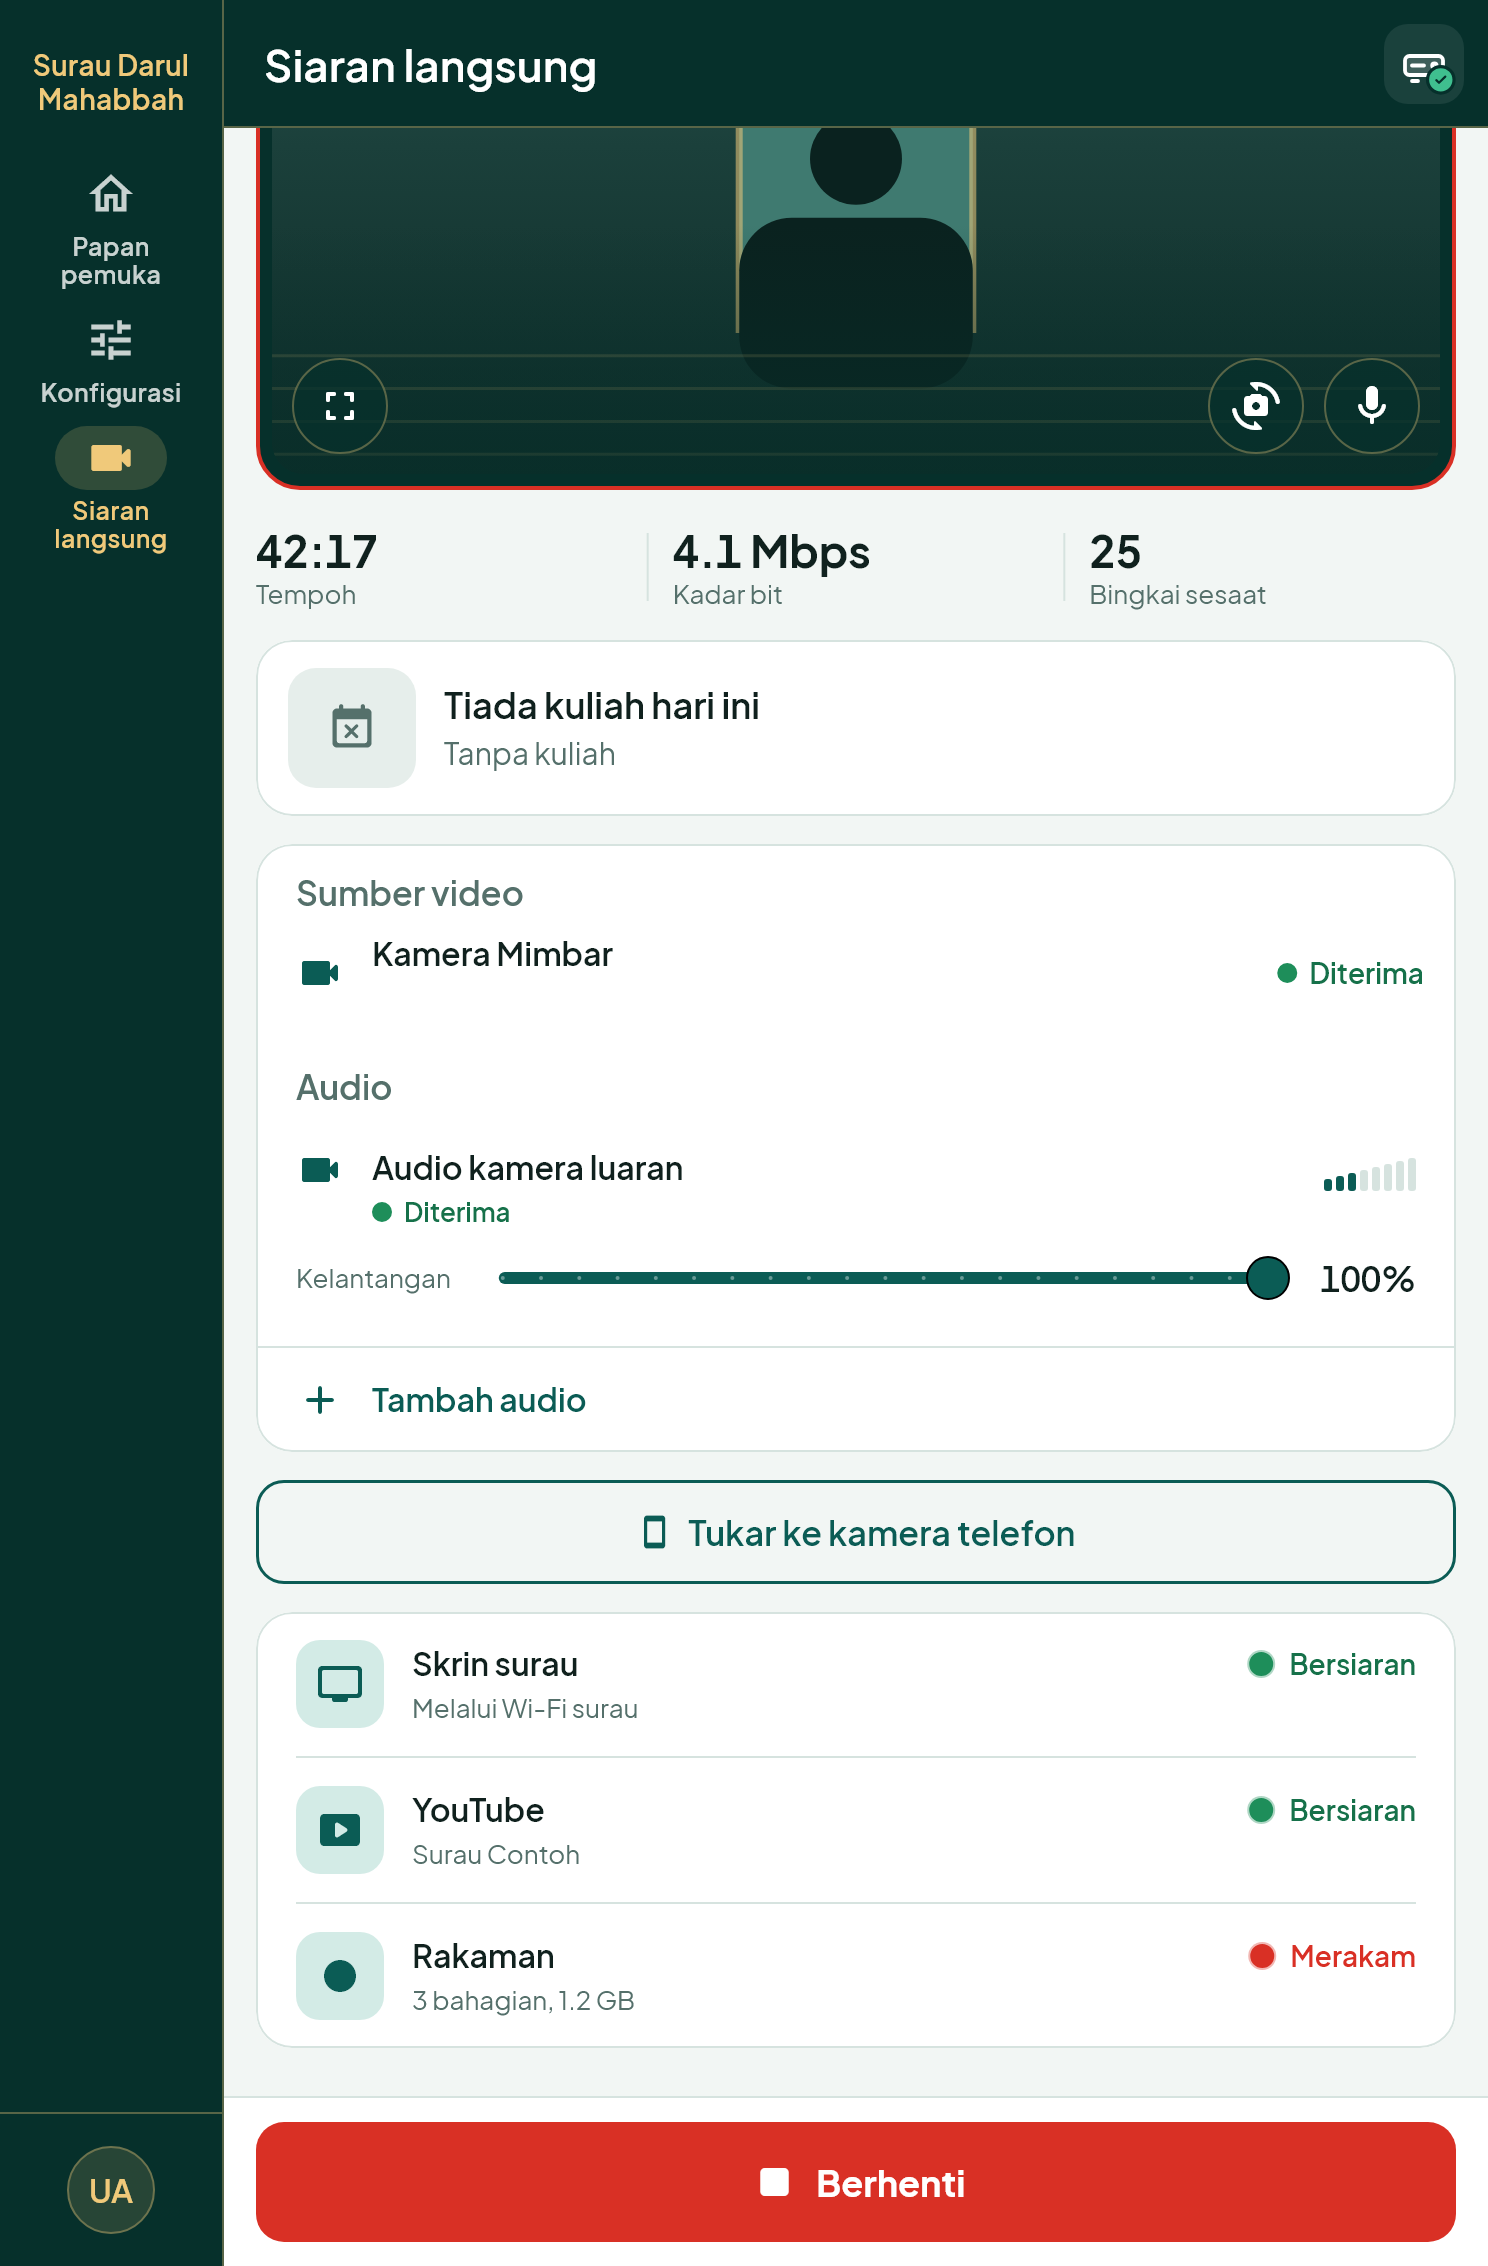 Surau Darul
Mahabbah
Papan
pemuka
Konfigurasi
Siaran
langsung
UA
Siaran langsung
42:17
Tempoh
4.1 Mbps
Kadar bit
25
Bingkai sesaat
Tiada kuliah hari ini
Tanpa kuliah
Sumber video
Kamera Mimbar
Diterima
Audio
Audio kamera luaran
Diterima
Kelantangan
100%
Tambah audio
Tukar ke kamera telefon
Skrin surau
Melalui Wi-Fi surau
Bersiaran
YouTube
Surau Contoh
Bersiaran
Rakaman
3 bahagian, 1.2 GB
Merakam
Berhenti